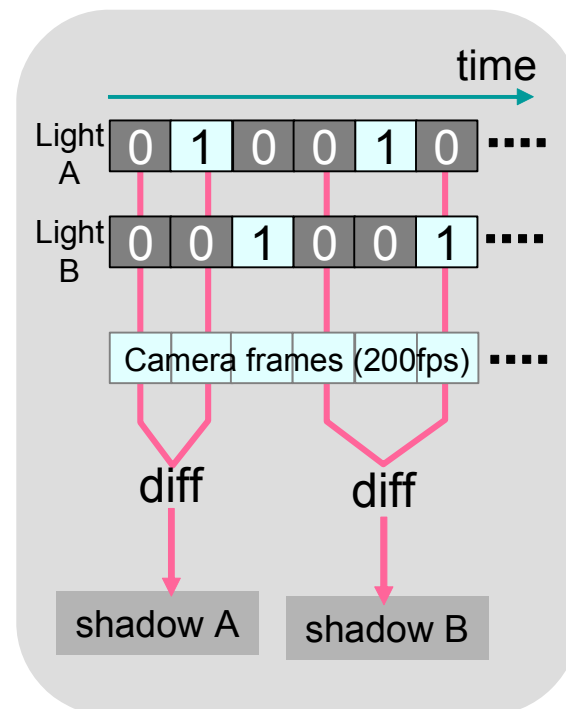 time
Light A 0 1 0 0 1 0 ····
Light B 0 0 1 0 0 1 ····
Camera frames (200fps) ····
diff diff
shadow A shadow B